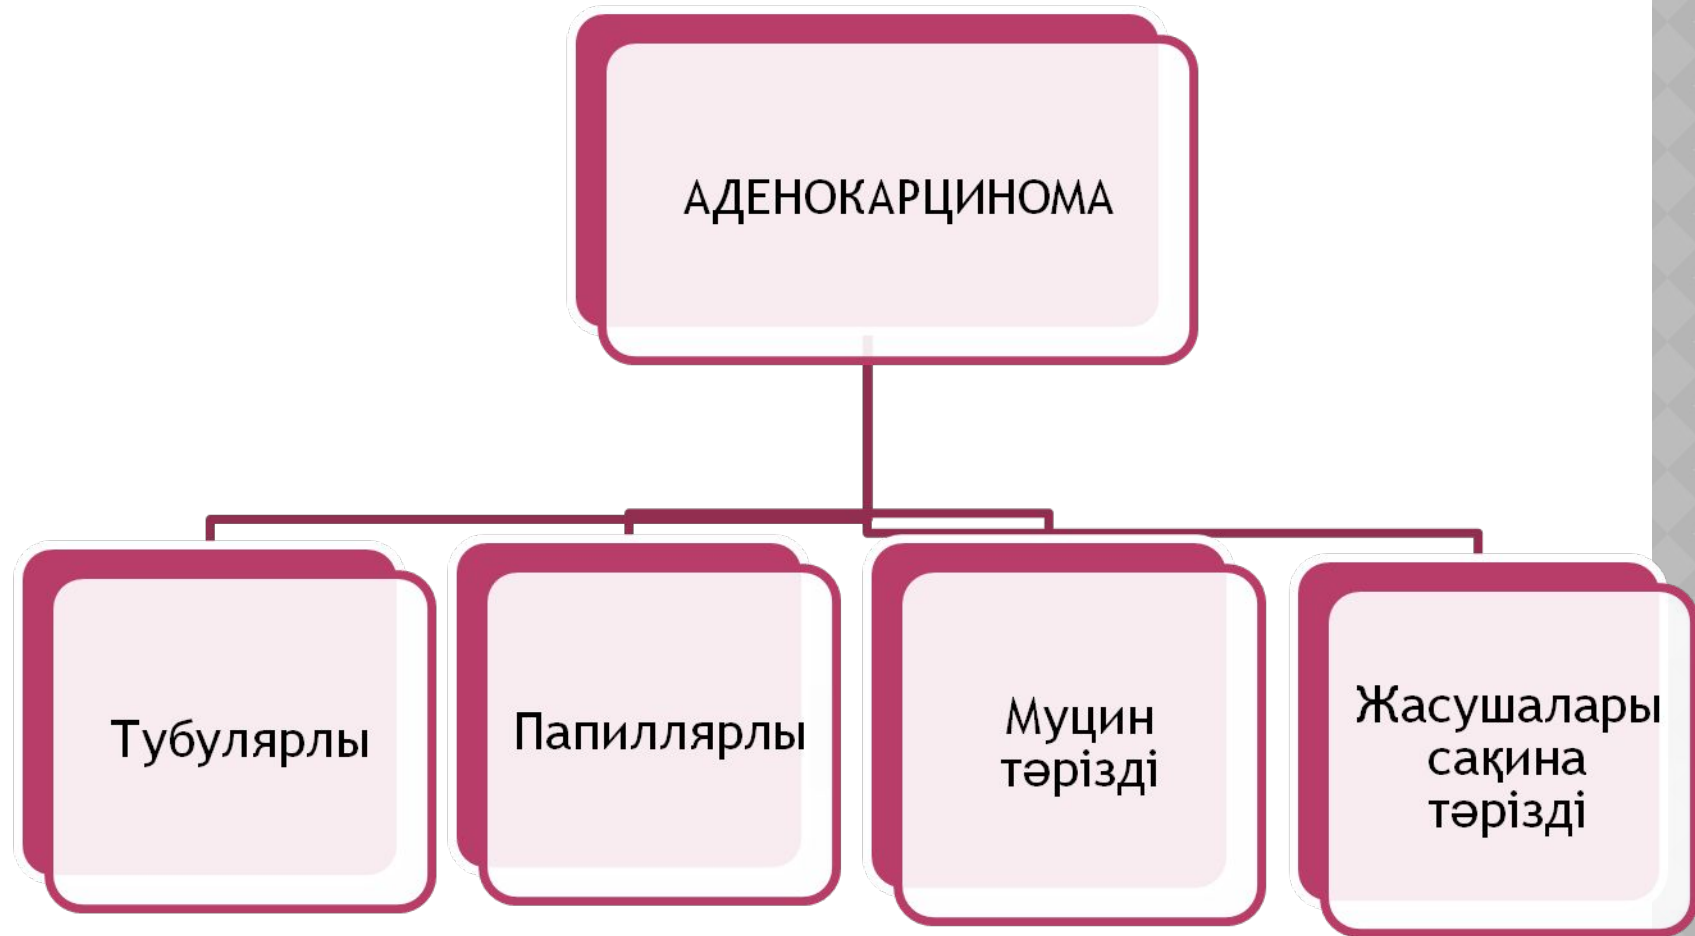 АДЕНОКАРЦИНОМА
Тубулярлы
Папиллярлы
Муцин
тәрізді
Жасушалары
сақина
тәрізді